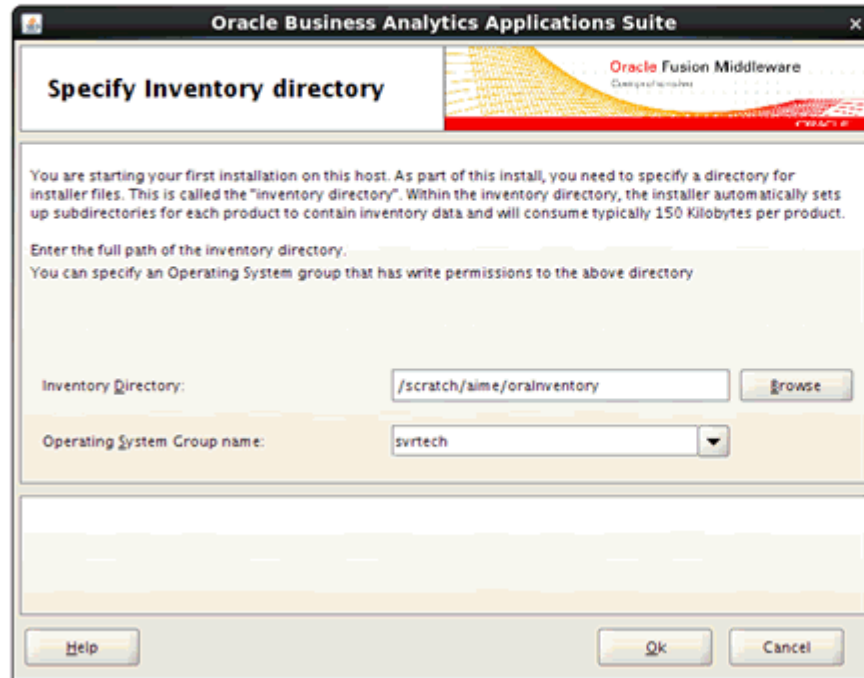 Oracle Business Analytics Applications Suite
Specify Inventory directory
Oracle Fusion Middleware
ORACLE
You are starting your first installation on this host. As part of this install, you need to specify a directory for
installer files. This is called the "inventory directory". Within the inventory directory, the installer automatically sets
up subdirectories for each product to contain inventory data and will consume typically 150 Kilobytes per product.
Enter the full path of the inventory directory.
You can specify an Operating System group that has write permissions to the above directory
Inventory Directory:
/scratch/aime/oraInventory
Browse
Operating System Group name:
svrtech
Help
Ok
Cancel